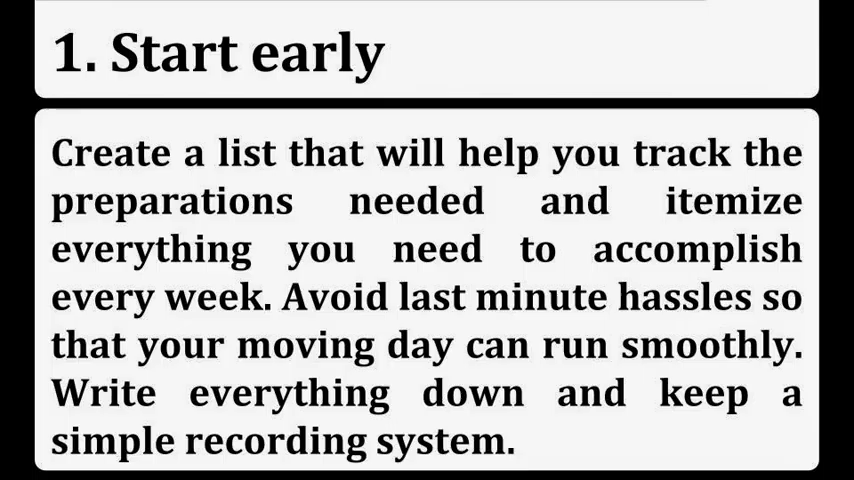 1. Start early
Create a list that will help you track the
preparations needed and itemize
everything you need to accomplish
every week. Avoid last minute hassles so
that your moving day can run smoothly.
Write everything down and keep a
simple recording system.